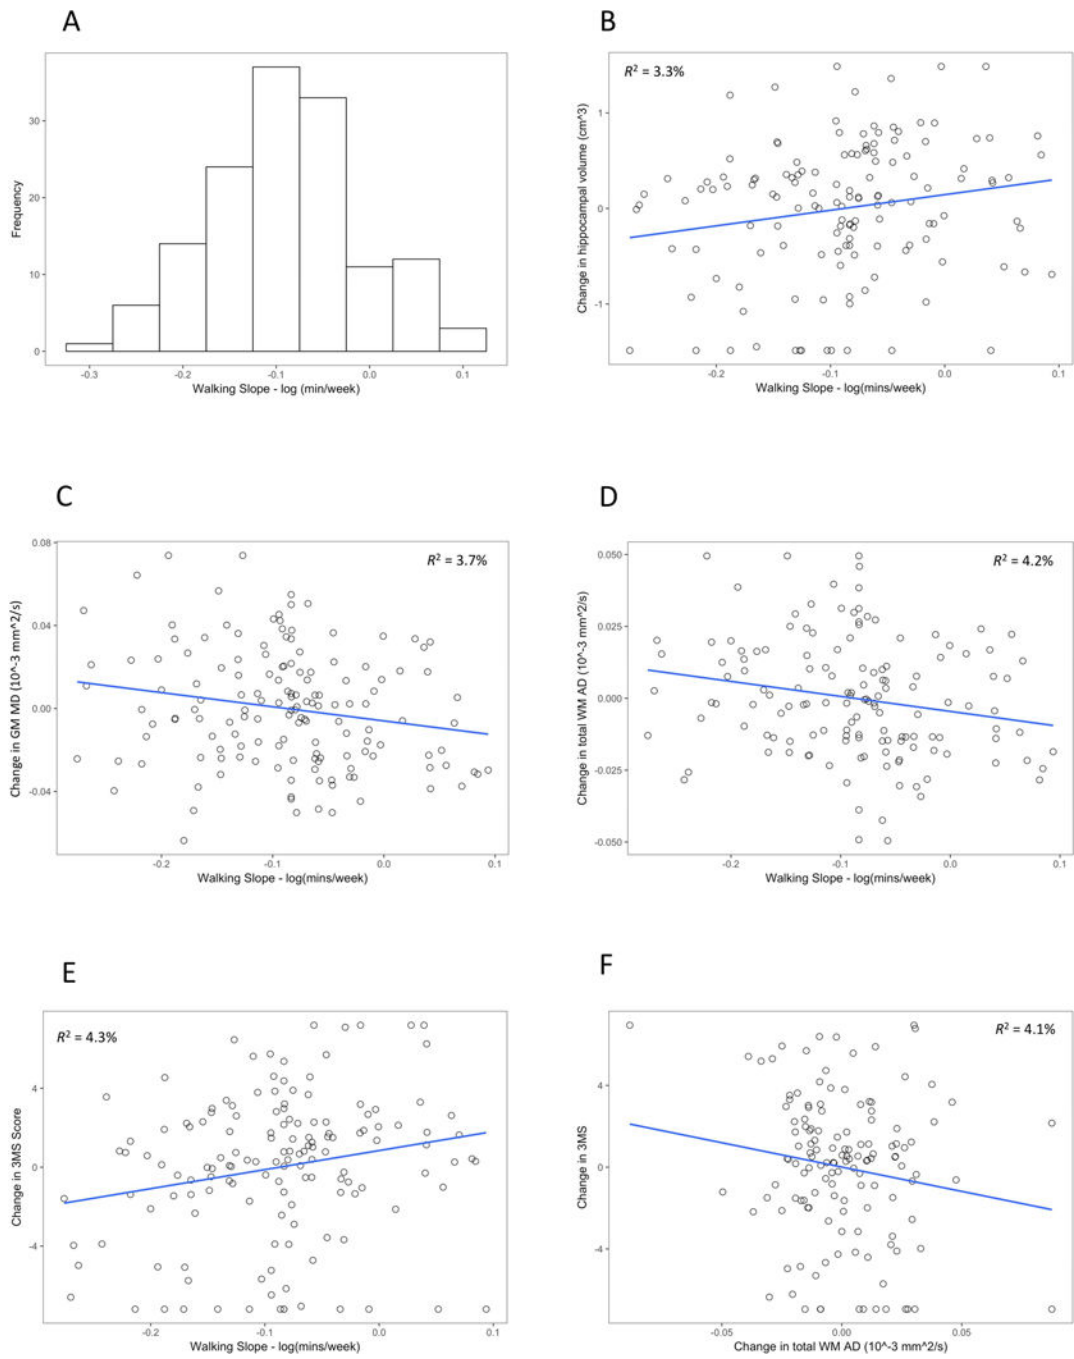 A
Frequency
30
20
10
0
-0.3
-0.2
-0.1
0.0
0.1
Walking Slope - log (min/week)
B
R² = 3.3%
Change in hippocampal volume (cm^3)
1
0
-1
-0.2
-0.1
0.0
0.1
Walking Slope - log(mins/week)
C
R² = 3.7%
Change in GM MD (10^-3 mm^2/s)
0.08
0.04
0.00
-0.04
-0.2
-0.1
0.0
0.1
Walking Slope - log(mins/week)
D
R² = 4.2%
Change in total WM AD (10^-3 mm^2/s)
0.050
0.025
0.000
-0.025
-0.050
-0.2
-0.1
0.0
0.1
Walking Slope - log(mins/week)
E
R² = 4.3%
Change in 3MS Score
4
0
-4
-0.2
-0.1
0.0
0.1
Walking Slope - log(mins/week)
F
R² = 4.1%
Change in 3MS
4
0
-4
-0.05
0.00
0.05
Change in total WM AD (10^-3 mm^2/s)